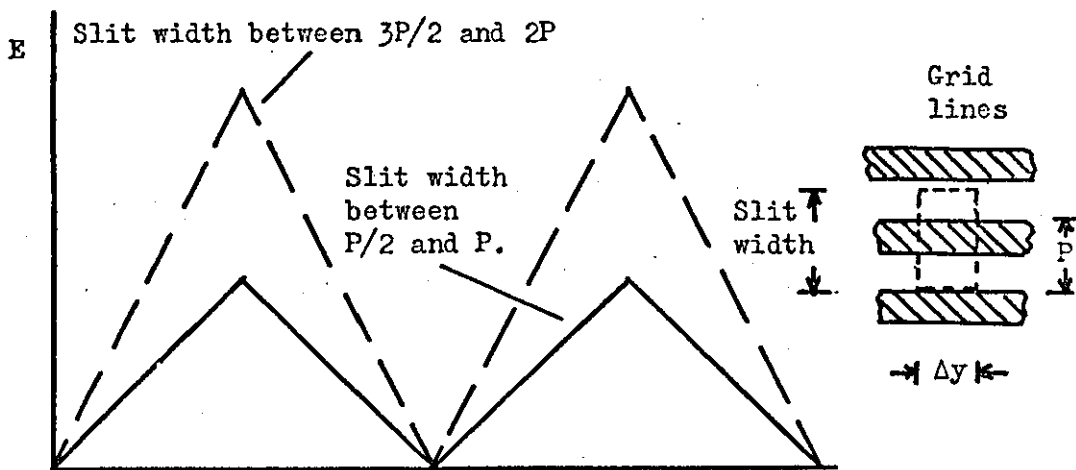 E
Slit width between 3P/2 and 2P
Slit width
between
P/2 and P.
Grid
lines
Slit
width
P
Δy